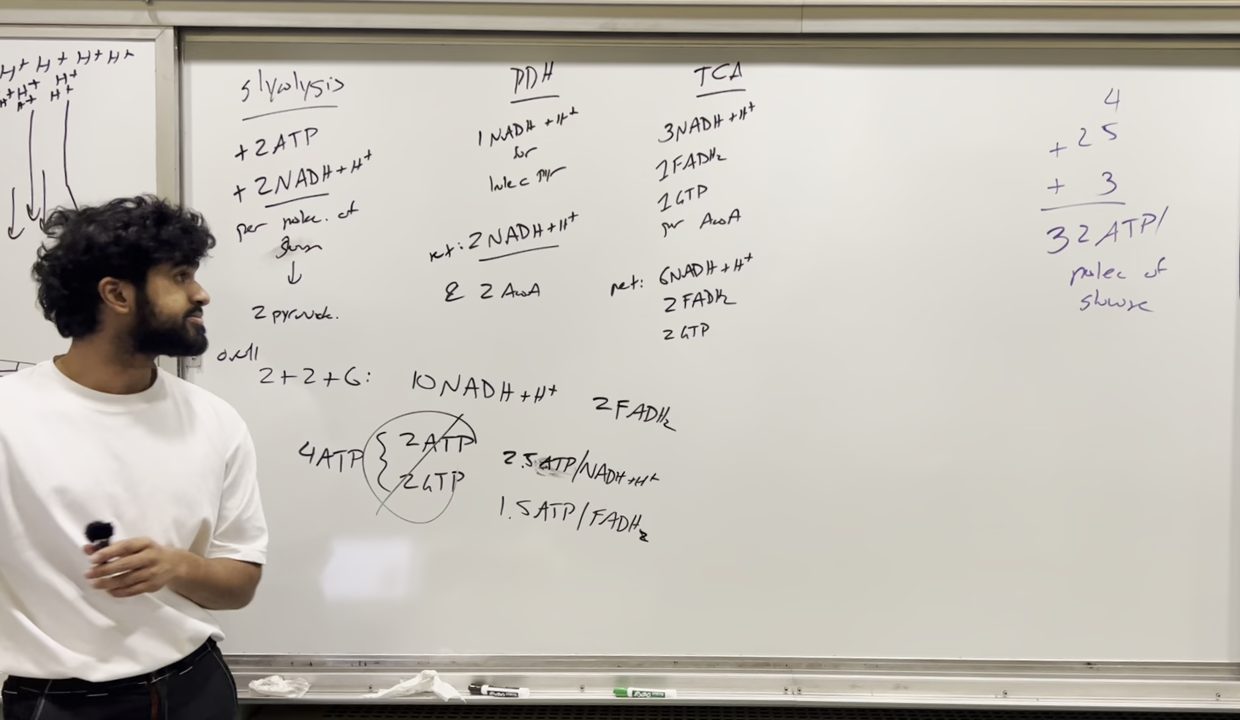 H+ H+ H+ H+
H+ H+ H+
H+ H+
glycolysis
+2ATP
+2NADH+H+
per molec. of
↓
2 pyruvate.
PDH
1 NADH+H+
for
1 molec pyr
net: 2NADH+H+
& 2 AcoA
TCA
3NADH+H+
1FADH2
1GTP
per AcoA
net: 6NADH+H+
2FADH2
2GTP
overall
2+2+6: 10NADH+H+ 2FADH2
4ATP { 2ATP
2GTP
2.5ATP/NADH+H+
1.5ATP/FADH2
4
+25
+ 3
32ATP/
molec of
glucose